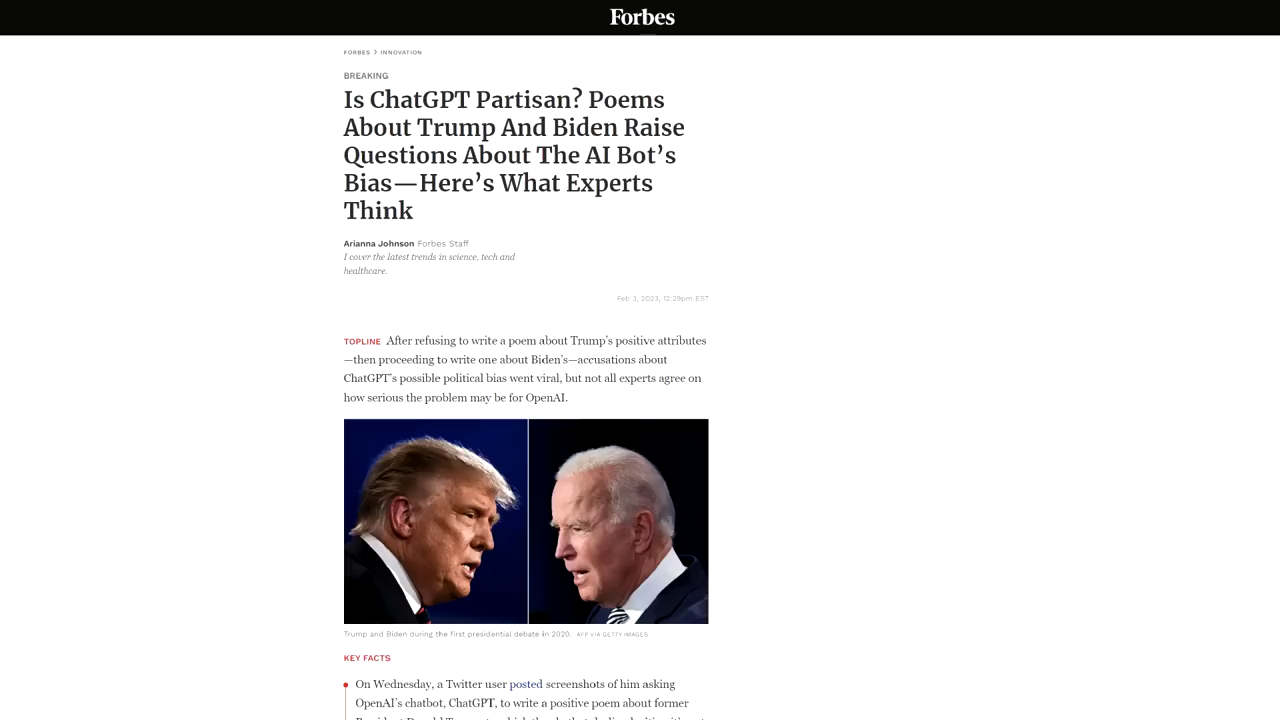 Forbes
FORBES > INNOVATION
BREAKING
Is ChatGPT Partisan? Poems
About Trump And Biden Raise
Questions About The AI Bot’s
Bias—Here’s What Experts
Think
Arianna Johnson Forbes Staff
I cover the latest trends in science, tech and
healthcare.
Feb 3, 2023, 12:29pm EST
TOPLINE After refusing to write a poem about Trump’s positive attributes
—then proceeding to write one about Biden’s—accusations about
ChatGPT’s possible political bias went viral, but not all experts agree on
how serious the problem may be for OpenAI.
Trump and Biden during the first presidential debate in 2020. AFP VIA GETTY IMAGES
KEY FACTS
On Wednesday, a Twitter user posted screenshots of him asking
OpenAI’s chatbot, ChatGPT, to write a positive poem about former